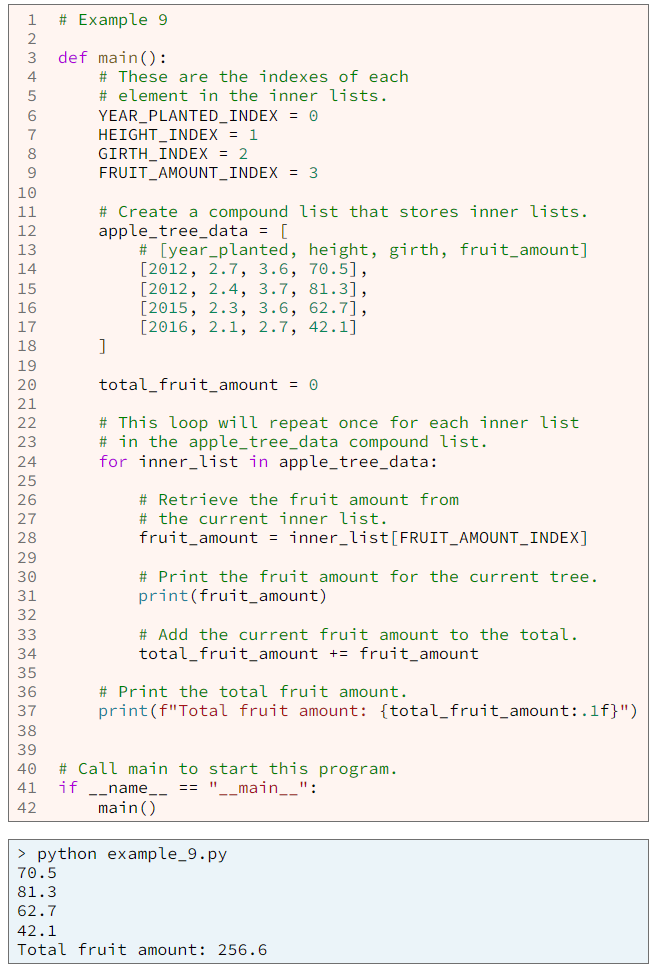 1 # Example 9
2
3 def main():
4     # These are the indexes of each
5     # element in the inner lists.
6     YEAR_PLANTED_INDEX = 0
7     HEIGHT_INDEX = 1
8     GIRTH_INDEX = 2
9     FRUIT_AMOUNT_INDEX = 3
10
11     # Create a compound list that stores inner lists.
12     apple_tree_data = [
13         # [year_planted, height, girth, fruit_amount]
14         [2012, 2.7, 3.6, 70.5],
15         [2012, 2.4, 3.7, 81.3],
16         [2015, 2.3, 3.6, 62.7],
17         [2016, 2.1, 2.7, 42.1]
18     ]
19
20     total_fruit_amount = 0
21
22     # This loop will repeat once for each inner list
23     # in the apple_tree_data compound list.
24     for inner_list in apple_tree_data:
25
26         # Retrieve the fruit amount from
27         # the current inner list.
28         fruit_amount = inner_list[FRUIT_AMOUNT_INDEX]
29
30         # Print the fruit amount for the current tree.
31         print(fruit_amount)
32
33         # Add the current fruit amount to the total.
34         total_fruit_amount += fruit_amount
35
36     # Print the total fruit amount.
37     print(f"Total fruit amount: {total_fruit_amount:.1f}")
38
39
40 # Call main to start this program.
41 if __name__ == "__main__":
42     main()
> python example_9.py
70.5
81.3
62.7
42.1
Total fruit amount: 256.6